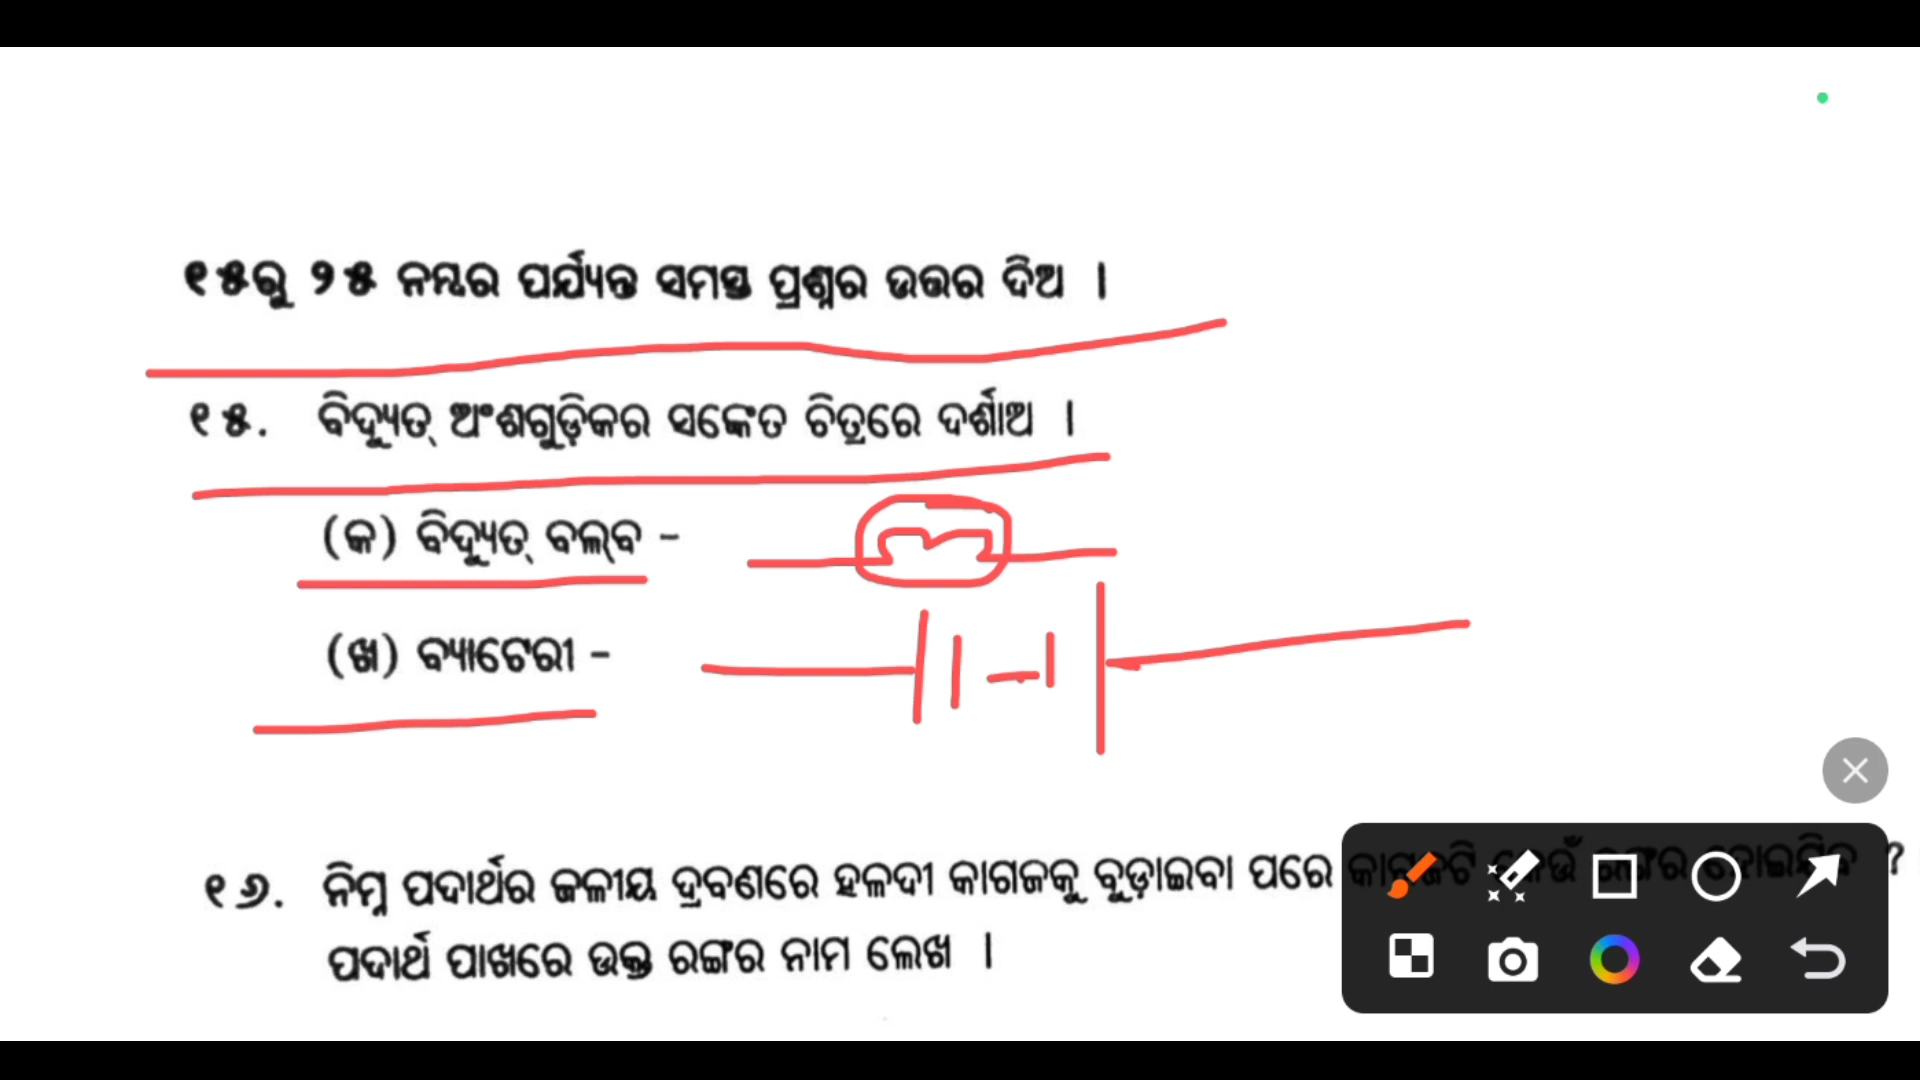 ୧୫ରୁ ୨୫ ନମ୍ବର ପର୍ଯ୍ୟନ୍ତ ସମସ୍ତ ପ୍ରଶ୍ନର ଉତ୍ତର ଦିଅ ।
୧୫. ବିଦ୍ୟୁତ୍ ଅଂଶଗୁଡ଼ିକର ସଙ୍କେତ ଚିତ୍ରରେ ଦର୍ଶାଅ ।
(କ) ବିଦ୍ୟୁତ୍ ବଲ୍‌ବ –
(ଖ) ବ୍ୟାଟେରୀ –
୧୬. ନିମ୍ନ ପଦାର୍ଥର ଜଳୀୟ ଦ୍ରବଣରେ ହଳଦୀ କାଗଜକୁ ବୁଡ଼ାଇବା ପରେ ?
ପଦାର୍ଥ ପାଖରେ ଉକ୍ତ ରଙ୍ଗର ନାମ ଲେଖ ।